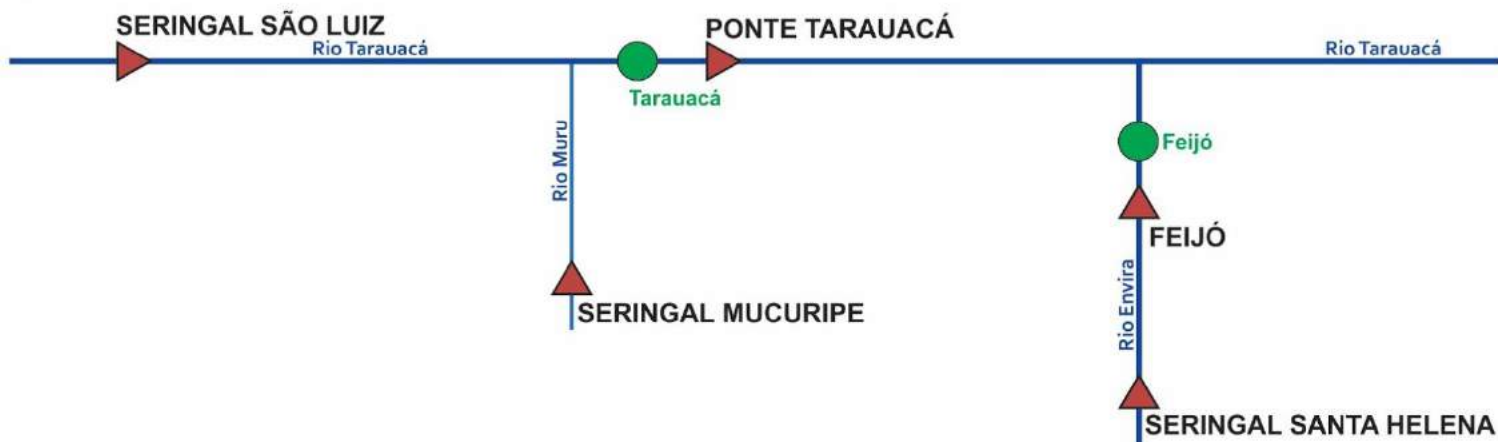 SERINGAL SÃO LUIZ
PONTE TARAUACÁ
Rio Tarauacá
Rio Tarauacá
Tarauacá
Feijó
Rio Muru
FEIJÓ
SERINGAL MUCURIPE
Rio Envira
SERINGAL SANTA HELENA